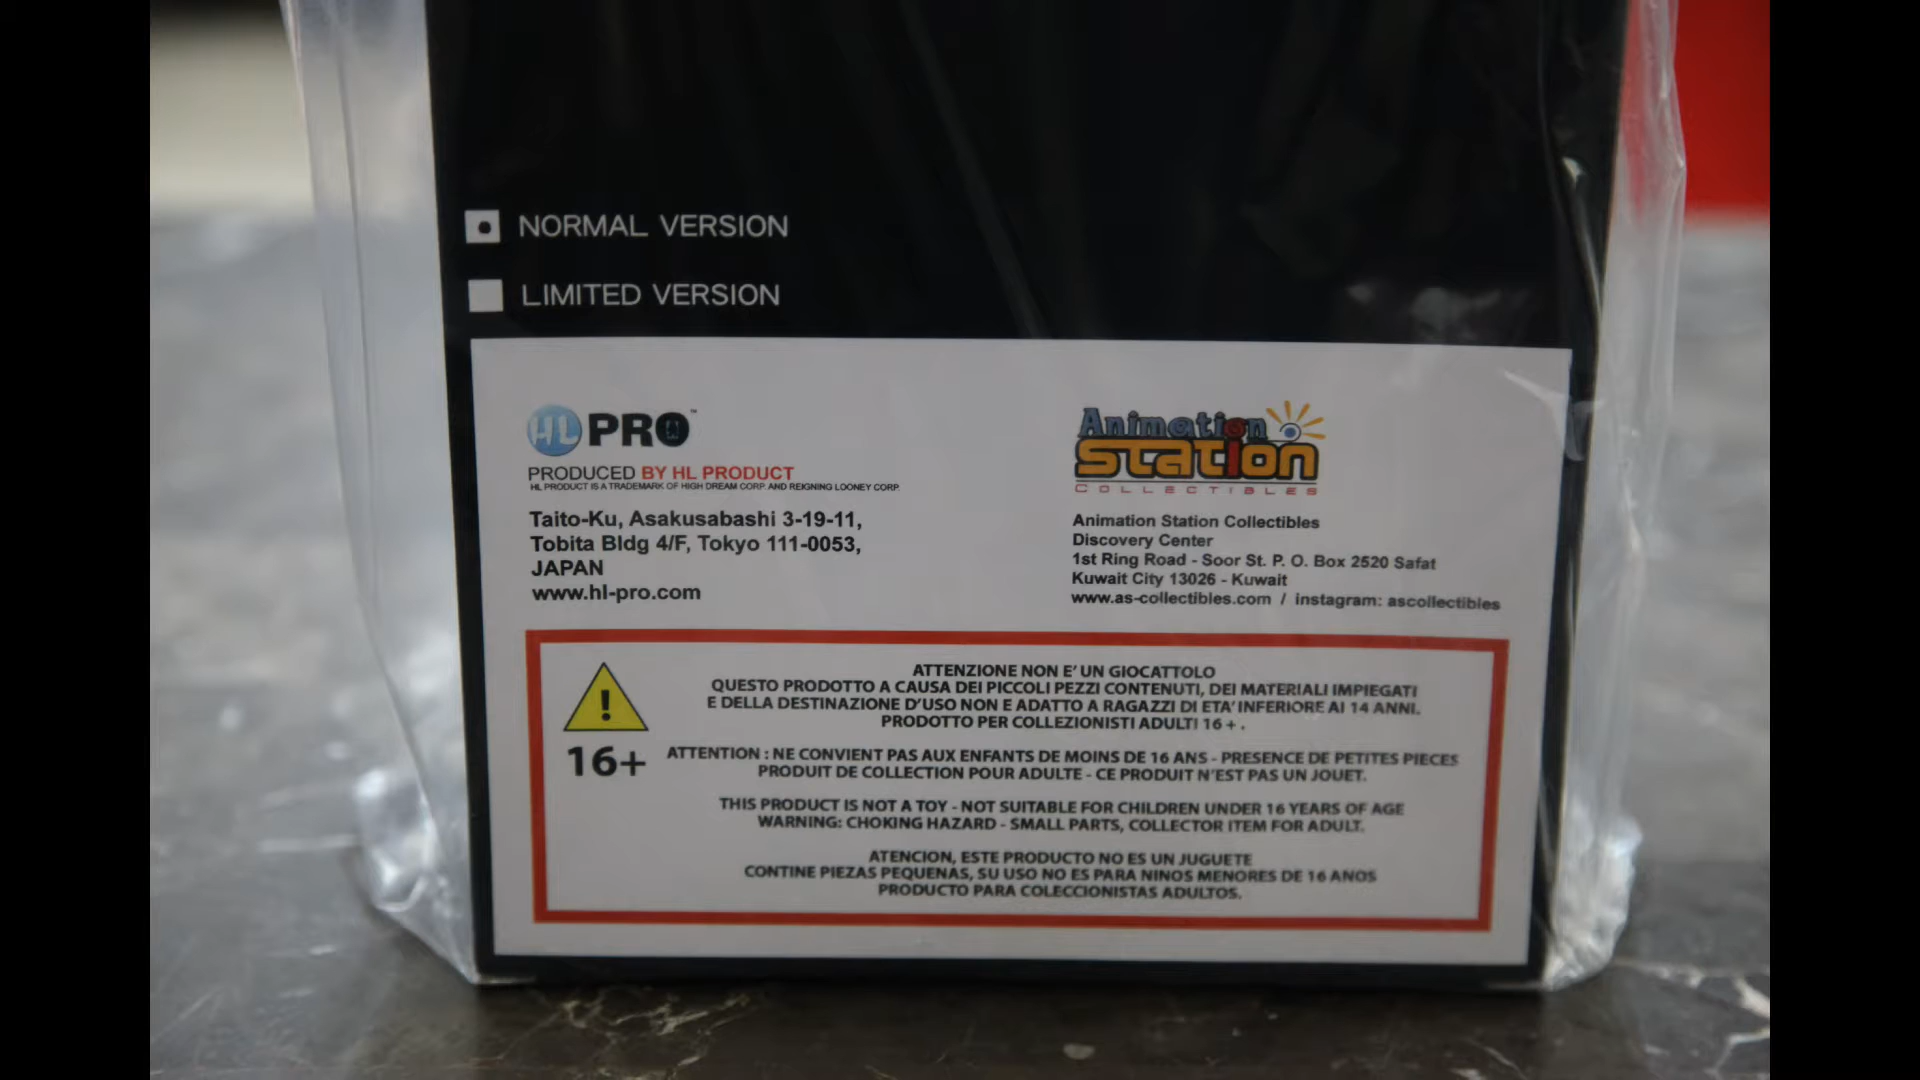 NORMAL VERSION
LIMITED VERSION
HL PRO™
PRODUCED BY HL PRODUCT
HL PRODUCT IS A TRADEMARK OF HIGH DREAM CORP. AND REIGNING LOONEY CORP.
Taito-Ku, Asakusabashi 3-19-11,
Tobita Bldg 4/F, Tokyo 111-0053,
JAPAN
www.hl-pro.com
Animation
Station
COLLECTIBLES
Animation Station Collectibles
Discovery Center
1st Ring Road - Soor St. P. O. Box 2520 Safat
Kuwait City 13026 - Kuwait
www.as-collectibles.com / instagram: ascollectibles
!
16+
ATTENZIONE NON E' UN GIOCATTOLO
QUESTO PRODOTTO A CAUSA DEI PICCOLI PEZZI CONTENUTI, DEI MATERIALI IMPIEGATI
E DELLA DESTINAZIONE D'USO NON E ADATTO A RAGAZZI DI ETA' INFERIORE AI 14 ANNI.
PRODOTTO PER COLLEZIONISTI ADULTI 16 + .
ATTENTION : NE CONVIENT PAS AUX ENFANTS DE MOINS DE 16 ANS - PRESENCE DE PETITES PIECES
PRODUIT DE COLLECTION POUR ADULTE - CE PRODUIT N'EST PAS UN JOUET.
THIS PRODUCT IS NOT A TOY - NOT SUITABLE FOR CHILDREN UNDER 16 YEARS OF AGE
WARNING: CHOKING HAZARD - SMALL PARTS, COLLECTOR ITEM FOR ADULT.
ATENCION, ESTE PRODUCTO NO ES UN JUGUETE
CONTINE PIEZAS PEQUENAS, SU USO NO ES PARA NINOS MENORES DE 16 ANOS
PRODUCTO PARA COLECCIONISTAS ADULTOS.